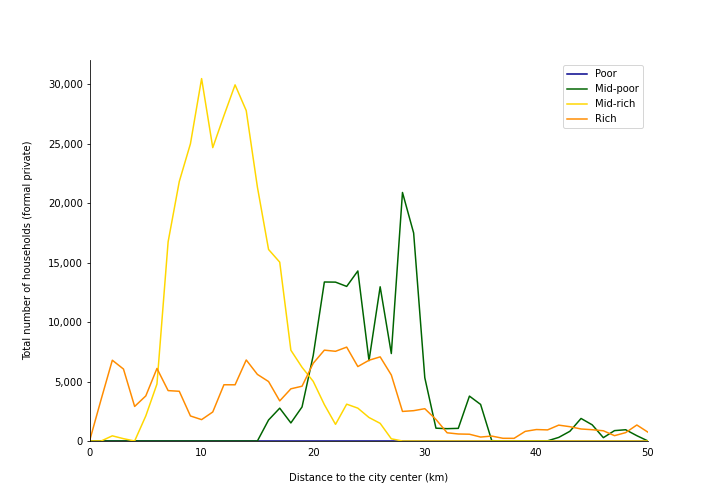 Total number of households (formal private)
30,000
25,000
20,000
15,000
10,000
5,000
0
0 10 20 30 40 50
Distance to the city center (km)
Poor
Mid-poor
Mid-rich
Rich